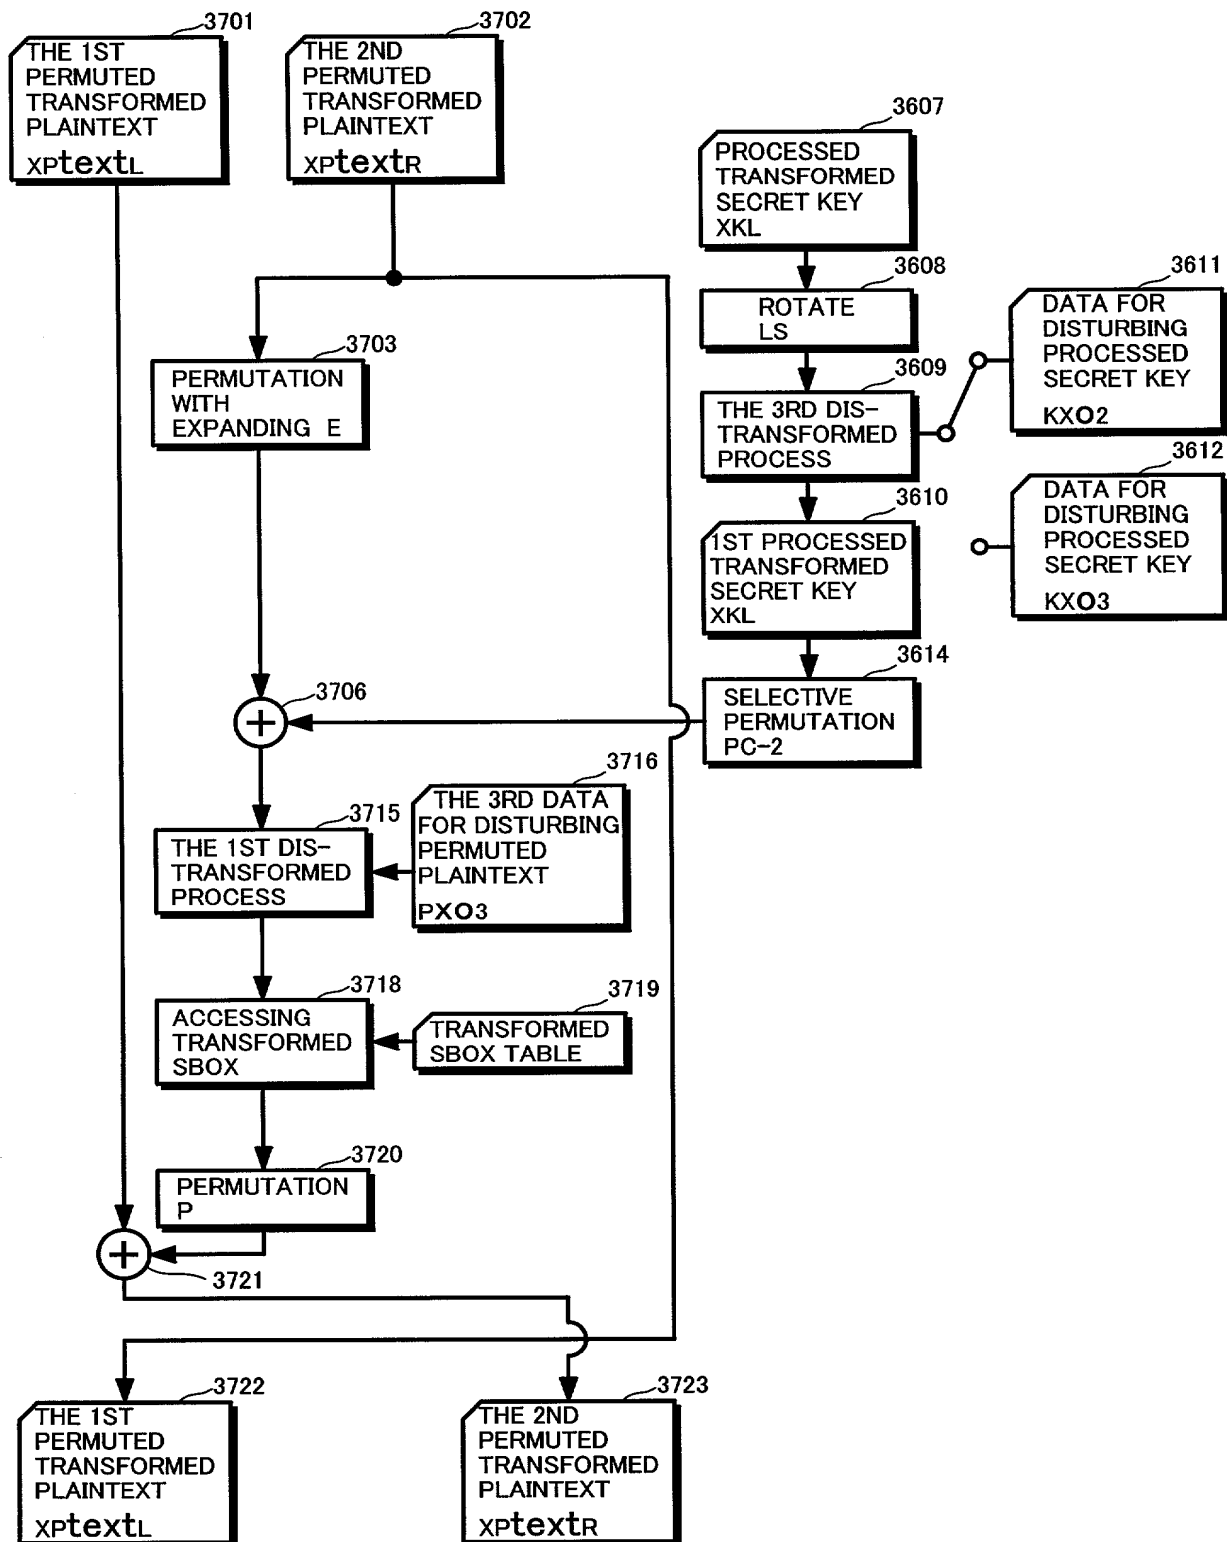 3701
THE 1ST
PERMUTED
TRANSFORMED
PLAINTEXT
XPtextL
3702
THE 2ND
PERMUTED
TRANSFORMED
PLAINTEXT
XPtextR
3607
PROCESSED
TRANSFORMED
SECRET KEY
XKL
3608
ROTATE
LS
3611
DATA FOR
DISTURBING
PROCESSED
SECRET KEY
KXO2
3703
PERMUTATION
WITH
EXPANDING E
3609
THE 3RD DIS-
TRANSFORMED
PROCESS
3612
DATA FOR
DISTURBING
PROCESSED
SECRET KEY
KXO3
3610
1ST PROCESSED
TRANSFORMED
SECRET KEY
XKL
3614
SELECTIVE
PERMUTATION
PC-2
3706
+
3716
THE 3RD DATA
FOR DISTURBING
PERMUTED
PLAINTEXT
PXO3
3715
THE 1ST DIS-
TRANSFORMED
PROCESS
3718
ACCESSING
TRANSFORMED
SBOX
3719
TRANSFORMED
SBOX TABLE
3720
PERMUTATION
P
+
3721
3722
THE 1ST
PERMUTED
TRANSFORMED
PLAINTEXT
XPtextL
3723
THE 2ND
PERMUTED
TRANSFORMED
PLAINTEXT
XPtextR